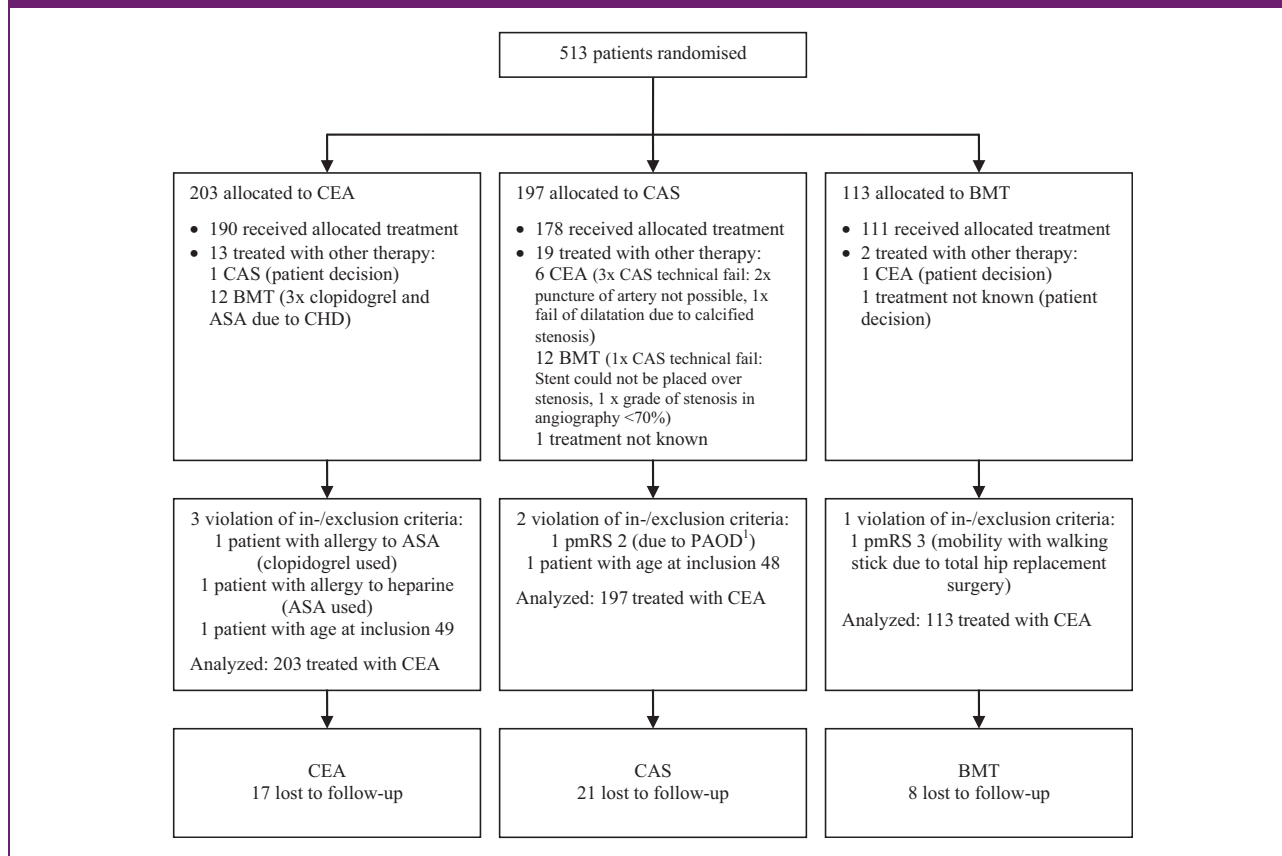 513 patients randomised
203 allocated to CEA
• 190 received allocated treatment
• 13 treated with other therapy:
1 CAS (patient decision)
12 BMT (3x clopidogrel and
ASA due to CHD)
197 allocated to CAS
• 178 received allocated treatment
• 19 treated with other therapy:
6 CEA (3x CAS technical fail: 2x
puncture of artery not possible, 1x
fail of dilatation due to calcified
stenosis)
12 BMT (1x CAS technical fail:
Stent could not be placed over
stenosis, 1 x grade of stenosis in
angiography <70%)
1 treatment not known
113 allocated to BMT
• 111 received allocated treatment
• 2 treated with other therapy:
1 CEA (patient decision)
1 treatment not known (patient
decision)
3 violation of in-/exclusion criteria:
1 patient with allergy to ASA
(clopidogrel used)
1 patient with allergy to heparine
(ASA used)
1 patient with age at inclusion 49
Analyzed: 203 treated with CEA
2 violation of in-/exclusion criteria:
1 pmRS 2 (due to PAOD¹)
1 patient with age at inclusion 48
Analyzed: 197 treated with CEA
1 violation of in-/exclusion criteria:
1 pmRS 3 (mobility with walking
stick due to total hip replacement
surgery)
Analyzed: 113 treated with CEA
CEA
17 lost to follow-up
CAS
21 lost to follow-up
BMT
8 lost to follow-up